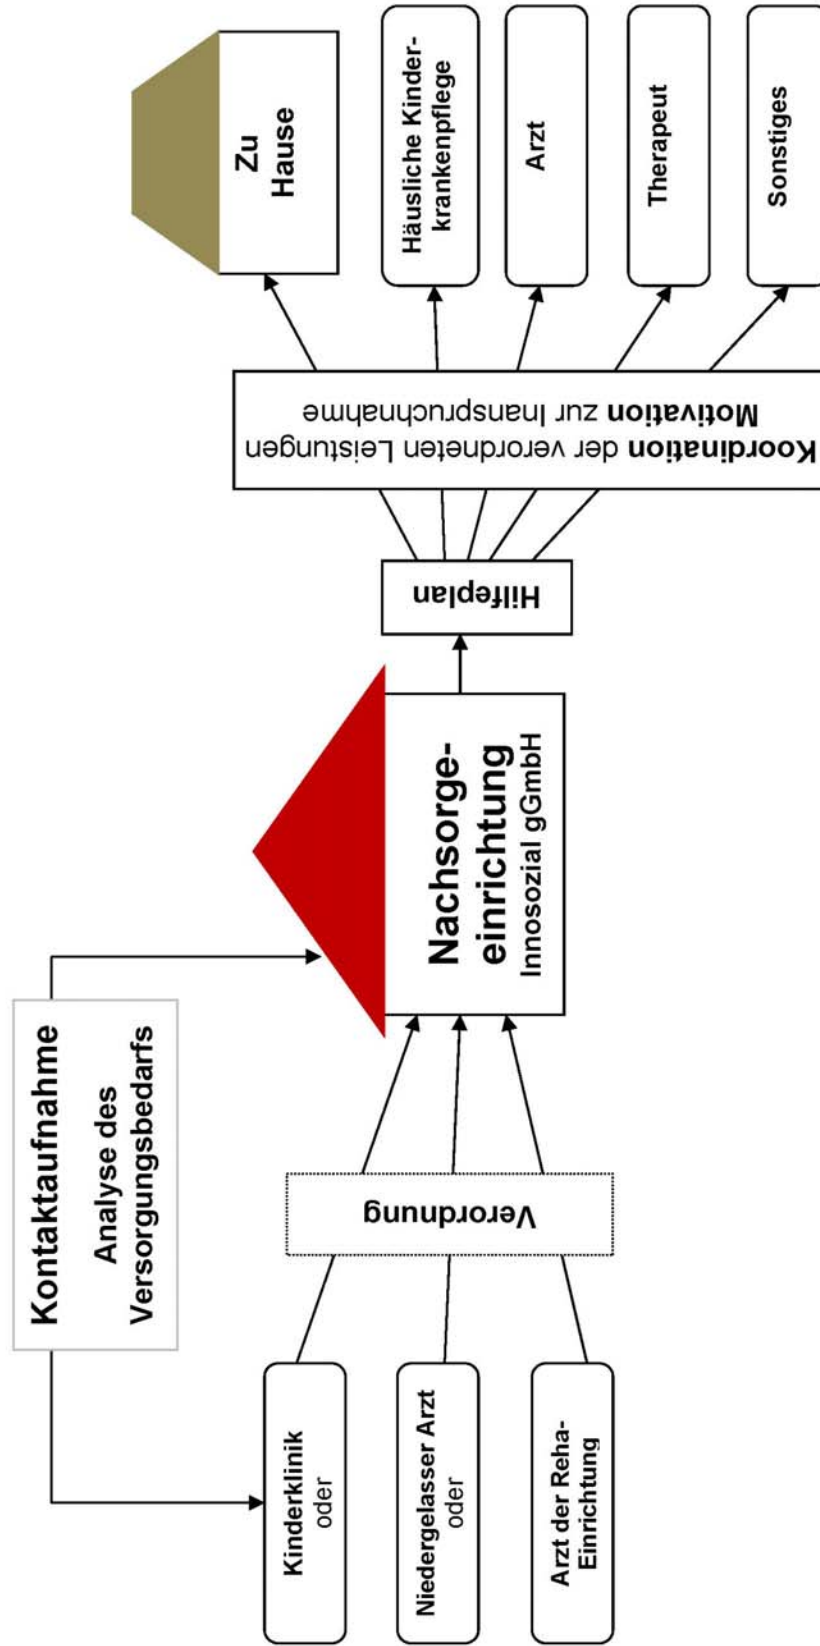 Kontaktaufnahme
Analyse des
Versorgungsbedarfs
Kinderklinik
oder
Niedergelasser Arzt
oder
Arzt der Reha-
Einrichtung
Verordnung
Nachsorge-
einrichtung
Innosozial gGmbH
Hilfeplan
Koordination der verordneten Leistungen
Motivation zur Inanspruchnahme
Zu
Hause
Häusliche Kinder-
krankenpflege
Arzt
Therapeut
Sonstiges